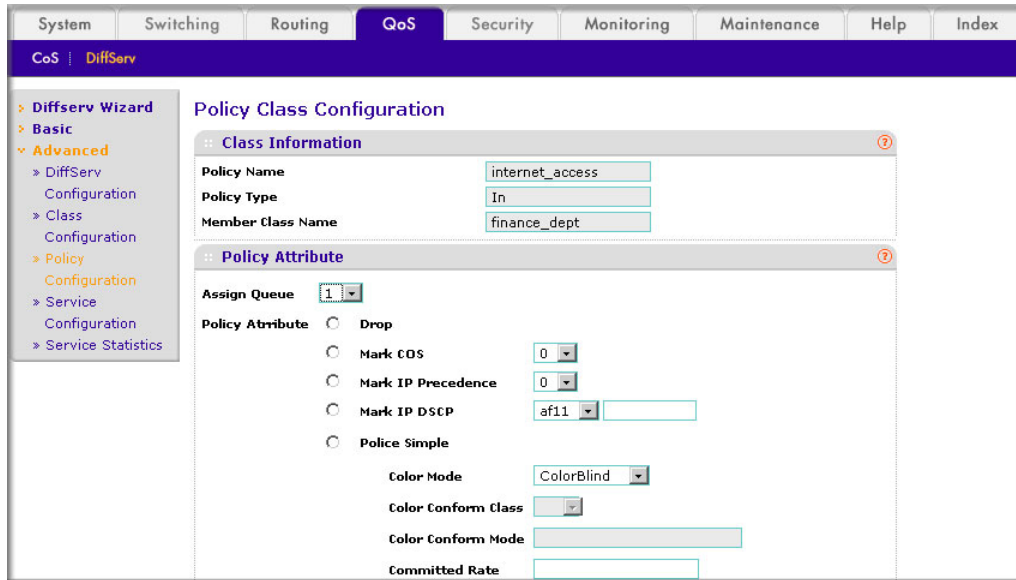 System Switching Routing QoS Security Monitoring Maintenance Help Index
CoS | DiffServ
Diffserv Wizard
Basic
Advanced
» DiffServ
Configuration
» Class
Configuration
» Policy
Configuration
» Service
Configuration
» Service Statistics
Policy Class Configuration
Class Information ?
Policy Name internet_access
Policy Type In
Member Class Name finance_dept
Policy Attribute ?
Assign Queue 1
Policy Attribute Drop
Mark COS 0
Mark IP Precedence 0
Mark IP DSCP af11
Police Simple
Color Mode ColorBlind
Color Conform Class
Color Conform Mode
Committed Rate